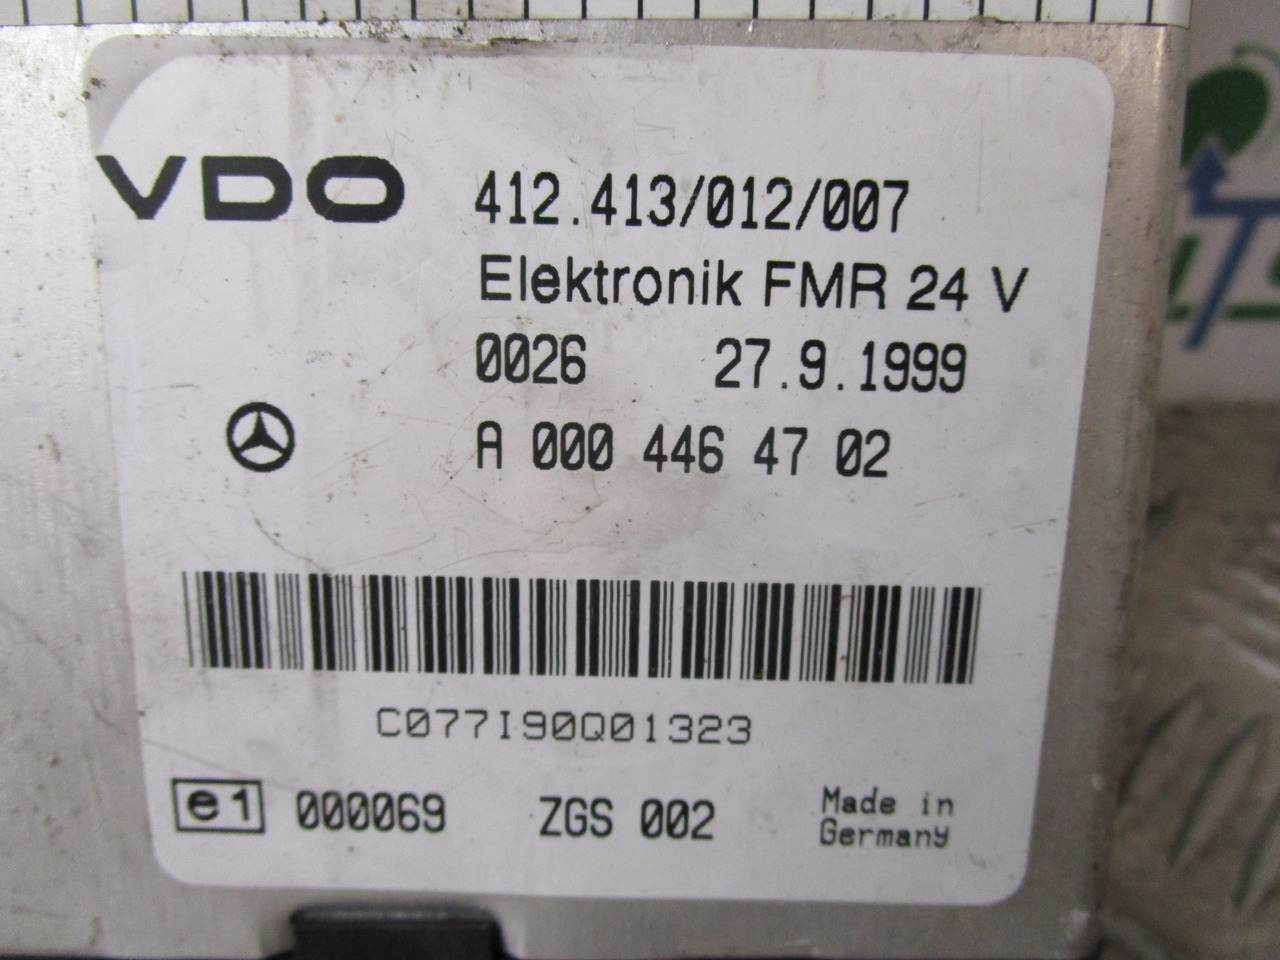 VDO 412.413/012/007
Elektronik FMR 24 V
0026 27.9.1999
A 000 446 47 02
C077I90Q01323
e1 000069 ZGS 002 Made in
Germany